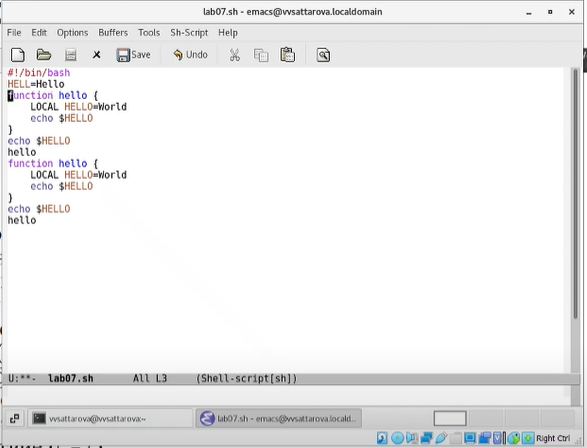 lab07.sh - emacs@vvsattarova.localdomain
File Edit Options Buffers Tools Sh-Script Help
Save Undo
#!/bin/bash
HELL=Hello
function hello {
LOCAL HELLO=World
echo $HELLO
}
echo $HELLO
hello
function hello {
LOCAL HELLO=World
echo $HELLO
}
echo $HELLO
hello
U:**- lab07.sh All L3 (Shell-script[sh])
vvsattarova@vvsattarova:~ lab07.sh - emacs@vvsattarova.locald...
Right Ctrl